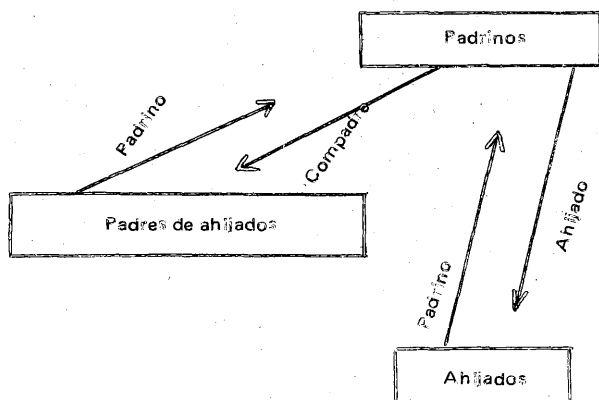 Padrinos
Padrino
Compadre
Padres de ahijados
Ahijado
Padrino
Ahijados